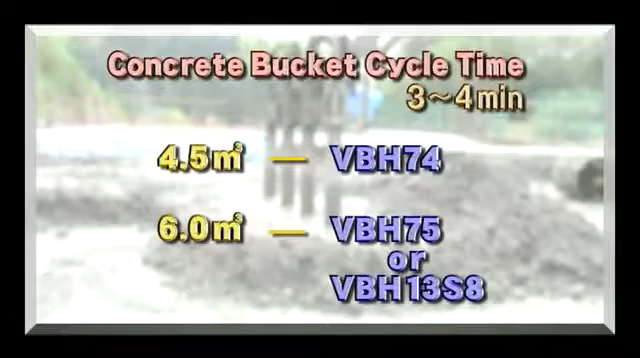 Concrete Bucket Cycle Time
3～4min
4.5㎥ — VBH74
6.0㎥ — VBH75
or
VBH13S8